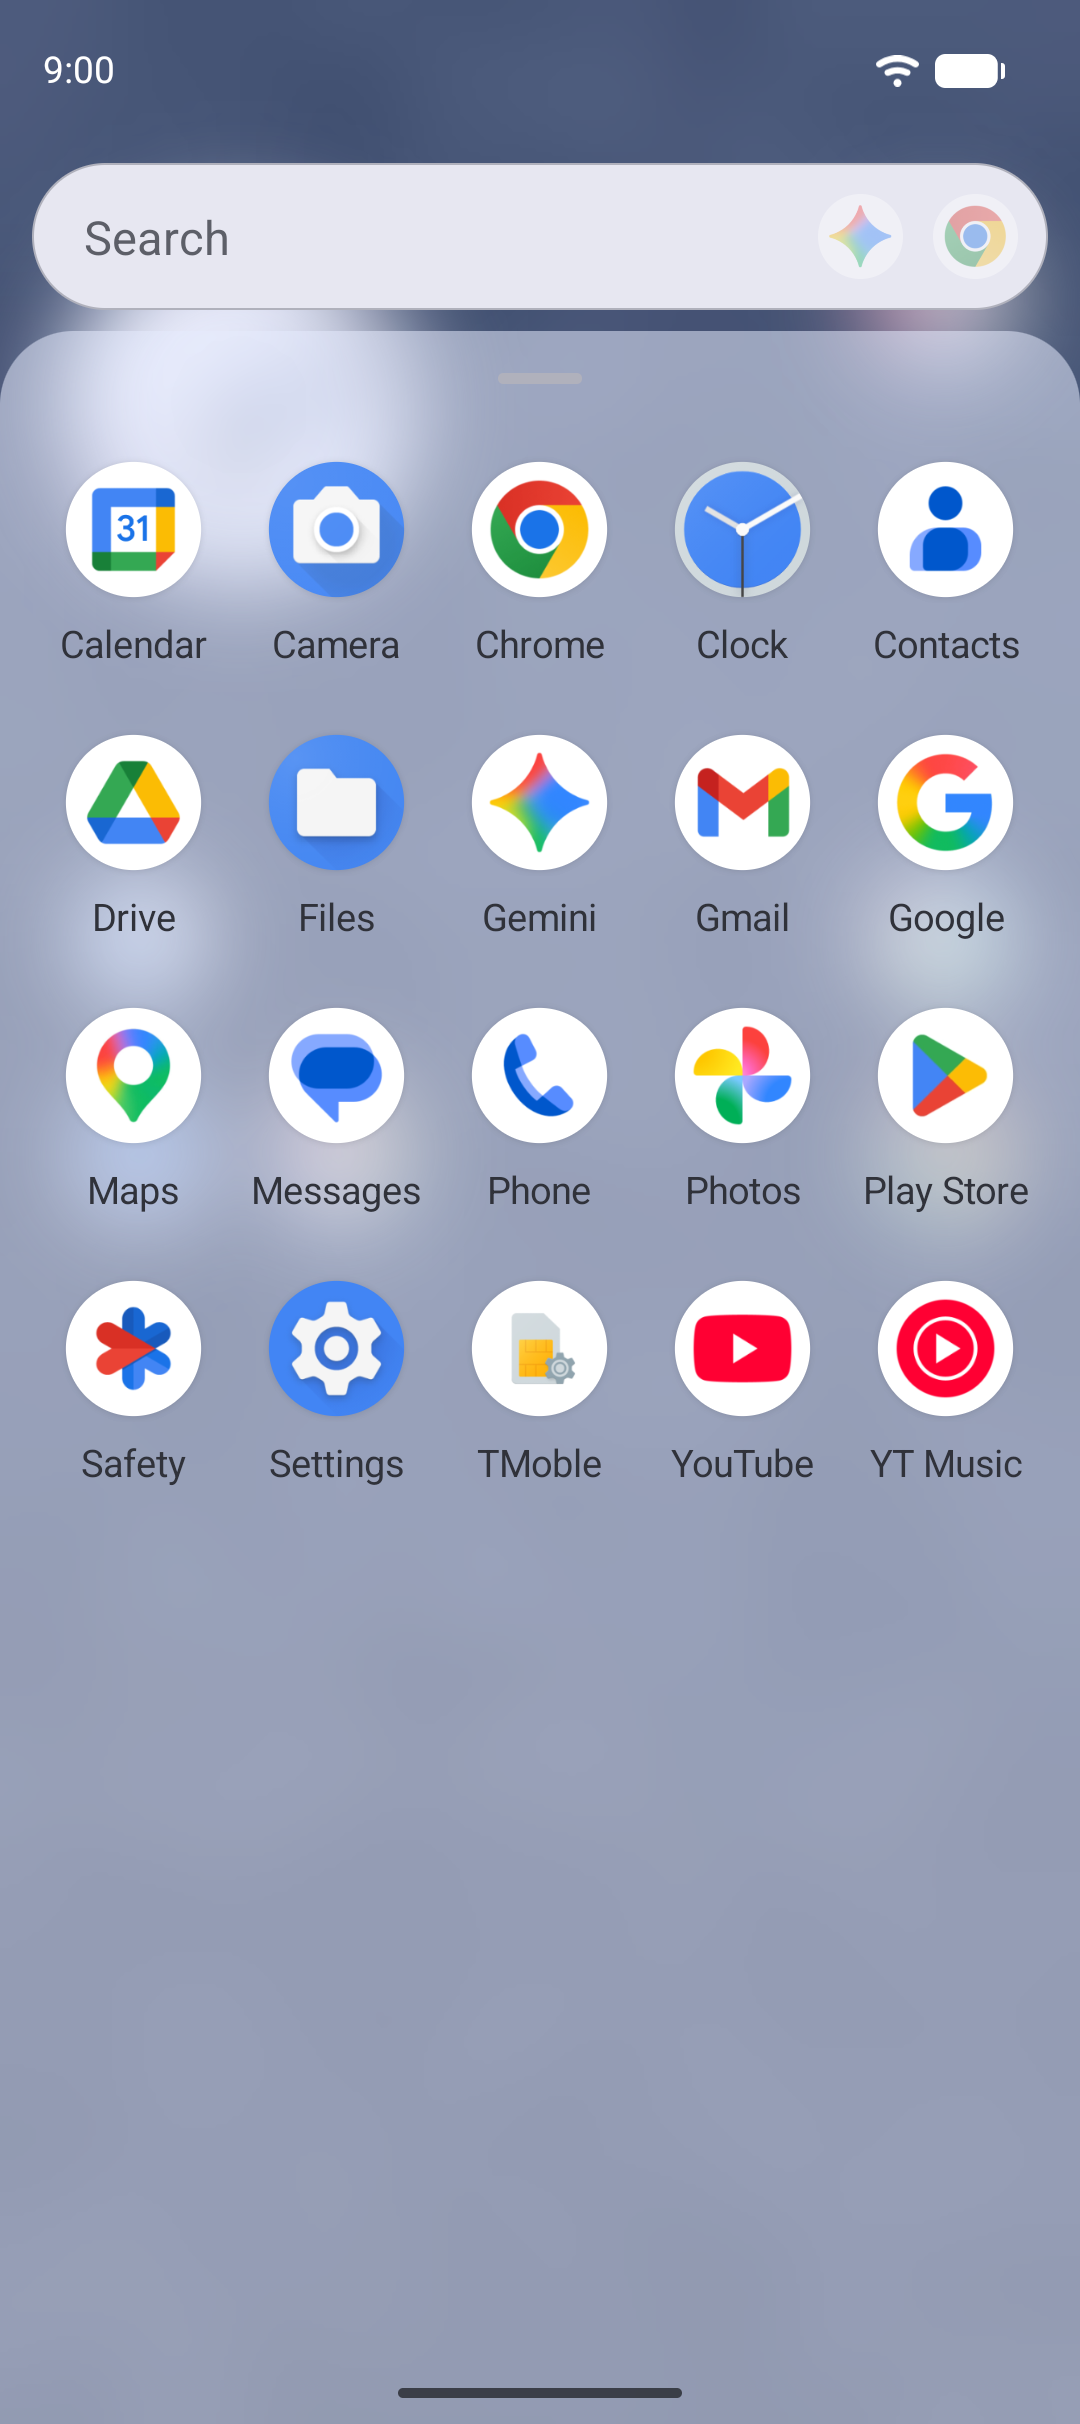 9:00
Search
31
Calendar Camera Chrome Clock Contacts
Drive Files Gemini Gmail Google
Maps Messages Phone Photos Play Store
Safety Settings TMoble YouTube YT Music